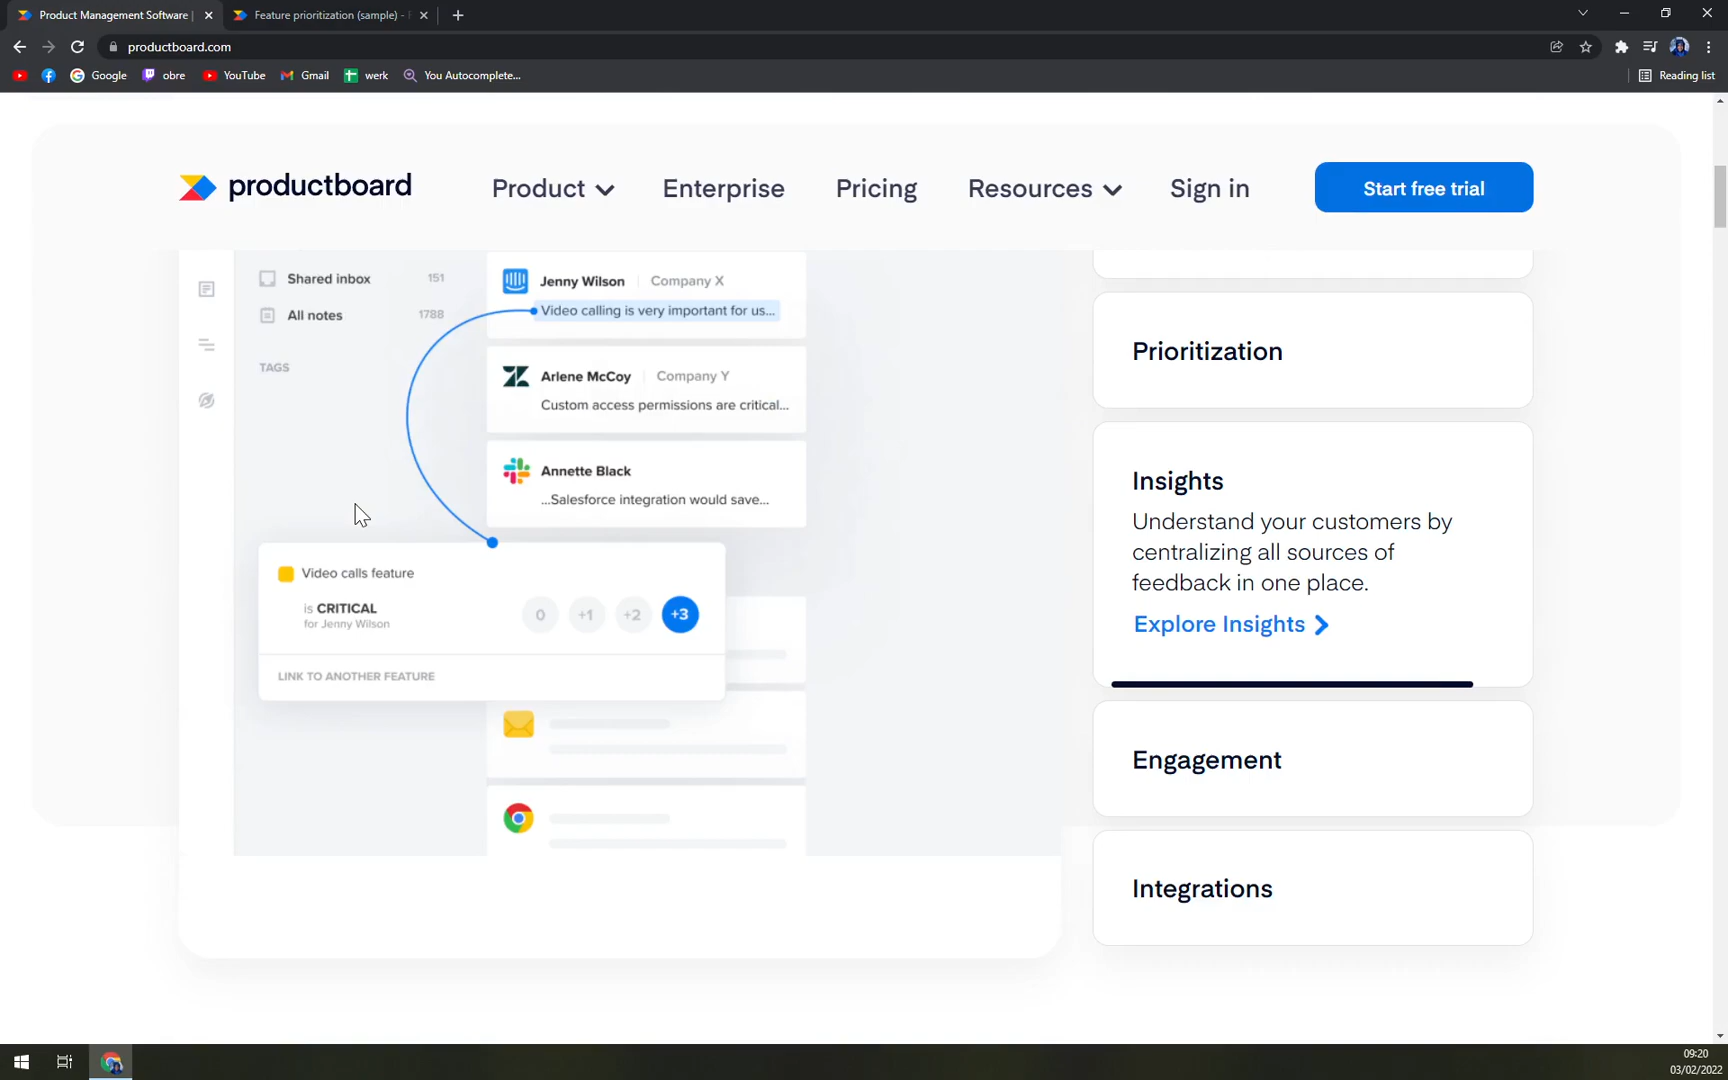 Product Management Software |
Feature prioritization (sample) -
productboard.com
Google
obre
YouTube
Gmail
werk
You Autocomplete...
Reading list
productboard
Product
Enterprise
Pricing
Resources
Sign in
Start free trial
Shared inbox 151
All notes 1788
TAGS
Jenny Wilson Company X
Video calling is very important for us...
Arlene McCoy Company Y
Custom access permissions are critical...
Annette Black
...Salesforce integration would save...
Video calls feature
is CRITICAL
for Jenny Wilson
0 +1 +2 +3
LINK TO ANOTHER FEATURE
Prioritization
Insights
Understand your customers by
centralizing all sources of
feedback in one place.
Explore Insights
Engagement
Integrations
09:20
03/02/2022